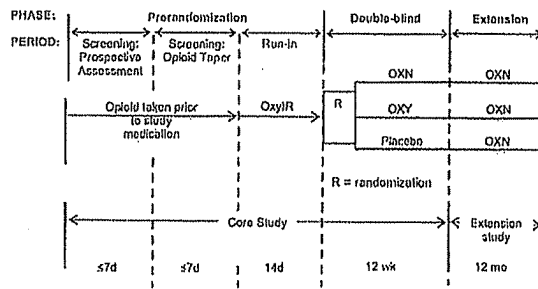 PHASE: Prerandomization Double-blind Extension
PERIOD: Screening: Prospective Assessment Screening: Opioid Taper Run-In
OXN OXN
Opioid taken prior to study medication OxyIR R OXY OXN
Placebo OXN
R = randomization
Core Study Extension study
≤7d ≤7d 14d 12 wk 12 mo